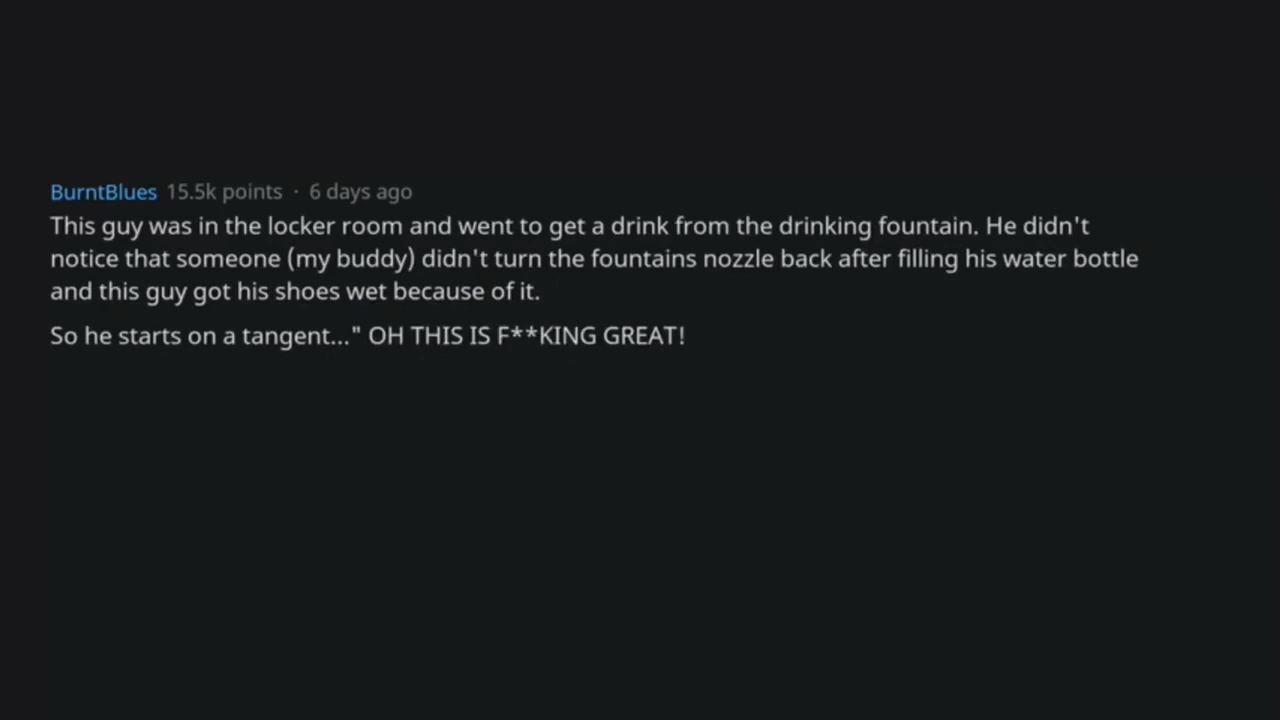 BurntBlues 15.5k points · 6 days ago
This guy was in the locker room and went to get a drink from the drinking fountain. He didn't
notice that someone (my buddy) didn't turn the fountains nozzle back after filling his water bottle
and this guy got his shoes wet because of it.
So he starts on a tangent..." OH THIS IS F**KING GREAT!